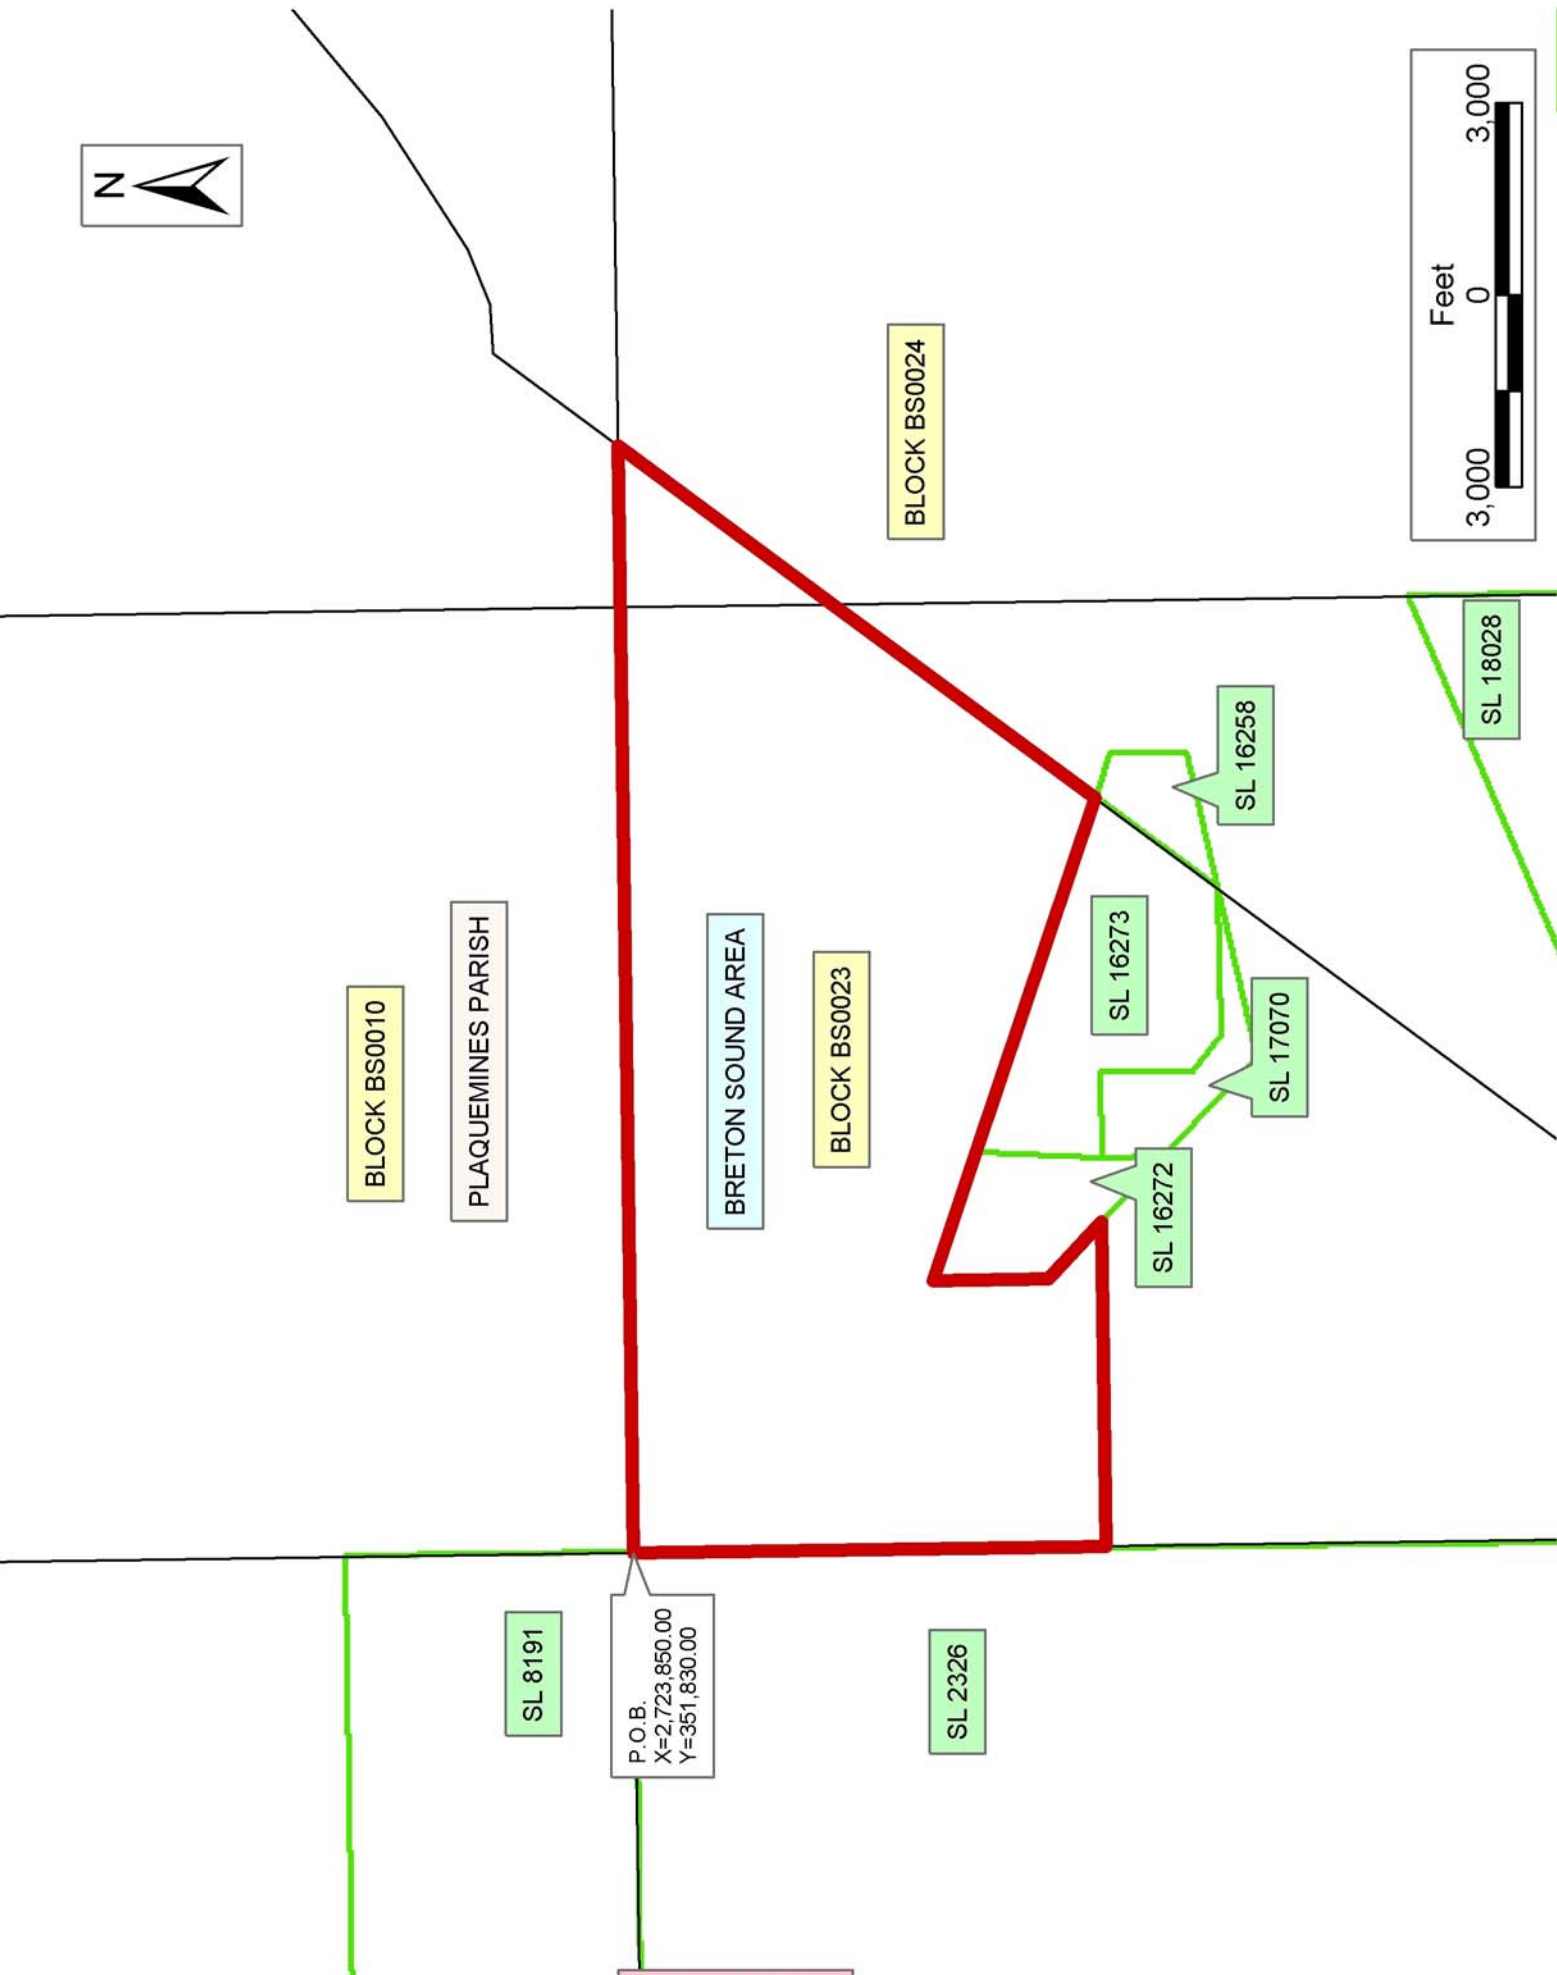 N
BLOCK BS0010
PLAQUEMINES PARISH
SL 8191
P.O.B.
X=2,723,850.00
Y=351,830.00
BRETON SOUND AREA
BLOCK BS0023
BLOCK BS0024
SL 2326
SL 16273
SL 16272
SL 16258
SL 17070
SL 18028
Feet
3,000 0 3,000